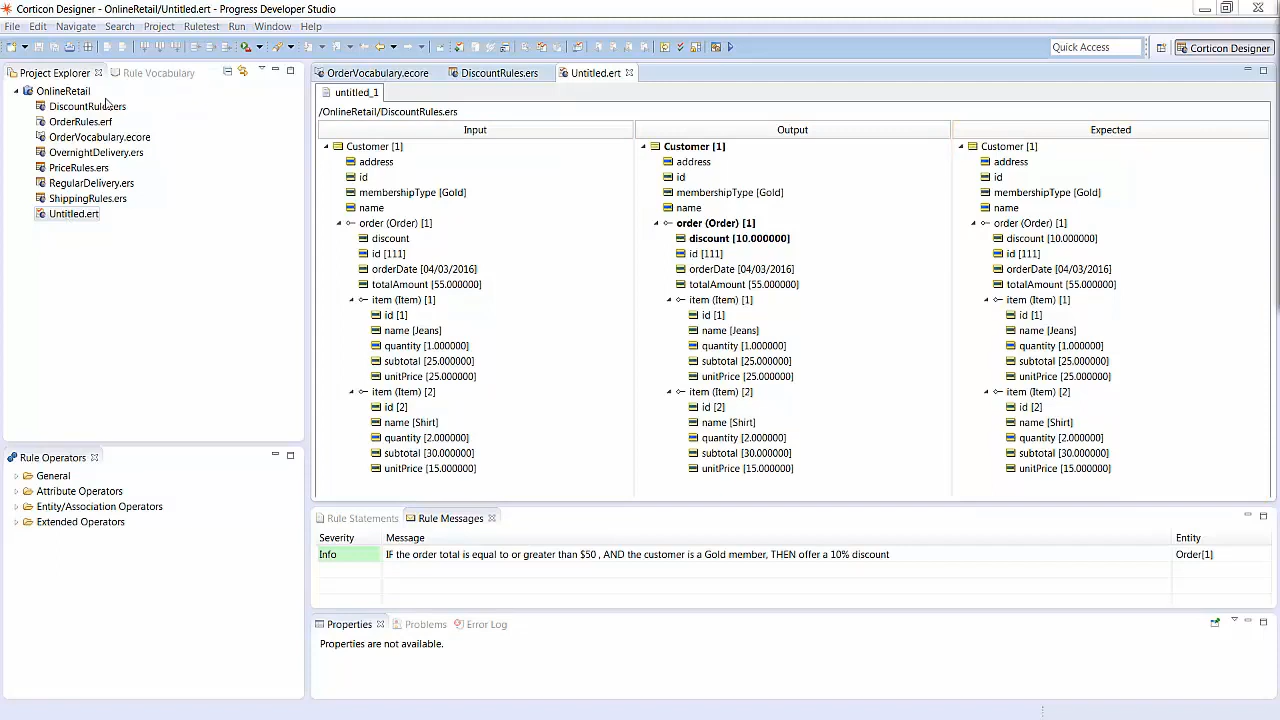 Corticon Designer - OnlineRetail/Untitled.ert - Progress Developer Studio
File Edit Navigate Search Project Ruletest Run Window Help
Quick Access
Corticon Designer
Project Explorer
Rule Vocabulary
OnlineRetail
DiscountRules.ers
OrderRules.erf
OrderVocabulary.ecore
OvernightDelivery.ers
PriceRules.ers
RegularDelivery.ers
ShippingRules.ers
Untitled.ert
Rule Operators
General
Attribute Operators
Entity/Association Operators
Extended Operators
OrderVocabulary.ecore
DiscountRules.ers
Untitled.ert
untitled_1
/OnlineRetail/DiscountRules.ers
Input
Customer [1]
address
id
membershipType [Gold]
name
order (Order) [1]
discount
id [111]
orderDate [04/03/2016]
totalAmount [55.000000]
item (Item) [1]
id [1]
name [Jeans]
quantity [1.000000]
subtotal [25.000000]
unitPrice [25.000000]
item (Item) [2]
id [2]
name [Shirt]
quantity [2.000000]
subtotal [30.000000]
unitPrice [15.000000]
Output
Customer [1]
address
id
membershipType [Gold]
name
order (Order) [1]
discount [10.000000]
id [111]
orderDate [04/03/2016]
totalAmount [55.000000]
item (Item) [1]
id [1]
name [Jeans]
quantity [1.000000]
subtotal [25.000000]
unitPrice [25.000000]
item (Item) [2]
id [2]
name [Shirt]
quantity [2.000000]
subtotal [30.000000]
unitPrice [15.000000]
Expected
Customer [1]
address
id
membershipType [Gold]
name
order (Order) [1]
discount [10.000000]
id [111]
orderDate [04/03/2016]
totalAmount [55.000000]
item (Item) [1]
id [1]
name [Jeans]
quantity [1.000000]
subtotal [25.000000]
unitPrice [25.000000]
item (Item) [2]
id [2]
name [Shirt]
quantity [2.000000]
subtotal [30.000000]
unitPrice [15.000000]
Rule Statements
Rule Messages
Severity Message Entity
Info IF the order total is equal to or greater than $50 , AND the customer is a Gold member, THEN offer a 10% discount Order[1]
Properties
Problems
Error Log
Properties are not available.